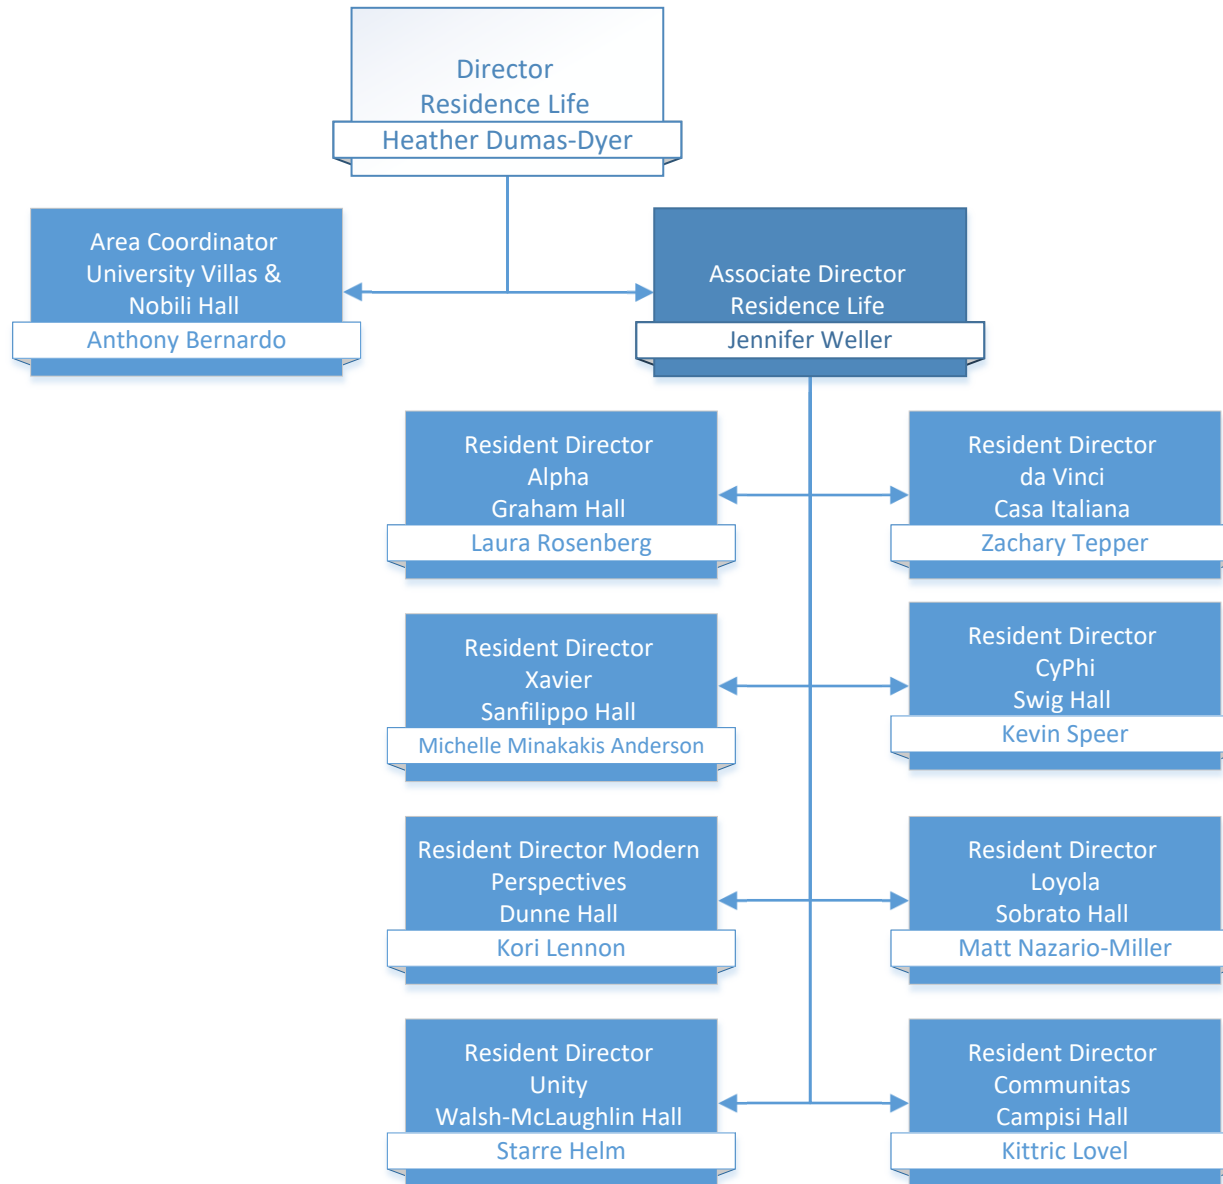 Director
Residence Life
Heather Dumas-Dyer
Area Coordinator
University Villas &
Nobili Hall
Anthony Bernardo
Associate Director
Residence Life
Jennifer Weller
Resident Director
Alpha
Graham Hall
Laura Rosenberg
Resident Director
da Vinci
Casa Italiana
Zachary Tepper
Resident Director
Xavier
Sanfilippo Hall
Michelle Minakakis Anderson
Resident Director
CyPhi
Swig Hall
Kevin Speer
Resident Director Modern
Perspectives
Dunne Hall
Kori Lennon
Resident Director
Loyola
Sobrato Hall
Matt Nazario-Miller
Resident Director
Unity
Walsh-McLaughlin Hall
Starre Helm
Resident Director
Communitas
Campisi Hall
Kittric Lovel